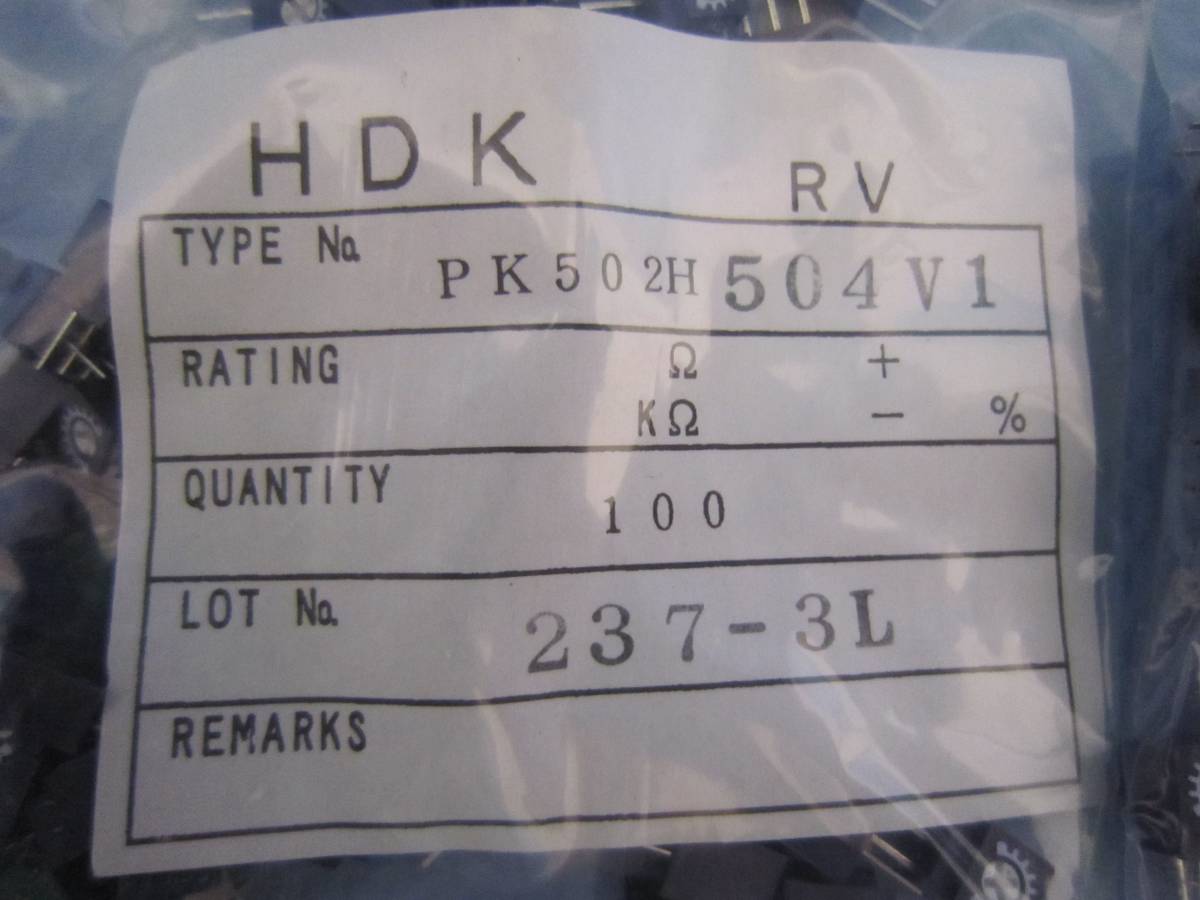 HDK RV
TYPE No. PK502H504V1
RATING Ω +
KΩ - %
QUANTITY 100
LOT No. 237-3L
REMARKS